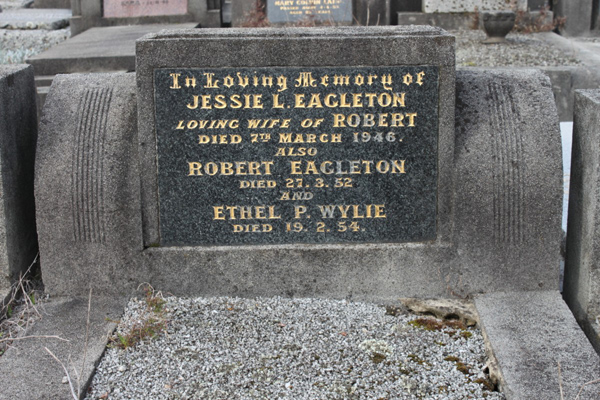 In Loving Memory of
JESSIE L. EAGLETON
LOVING WIFE OF ROBERT
DIED 7TH MARCH 1946.
ALSO
ROBERT EAGLETON
DIED 27.3.52
AND
ETHEL P. WYLIE
DIED 19.2.54.